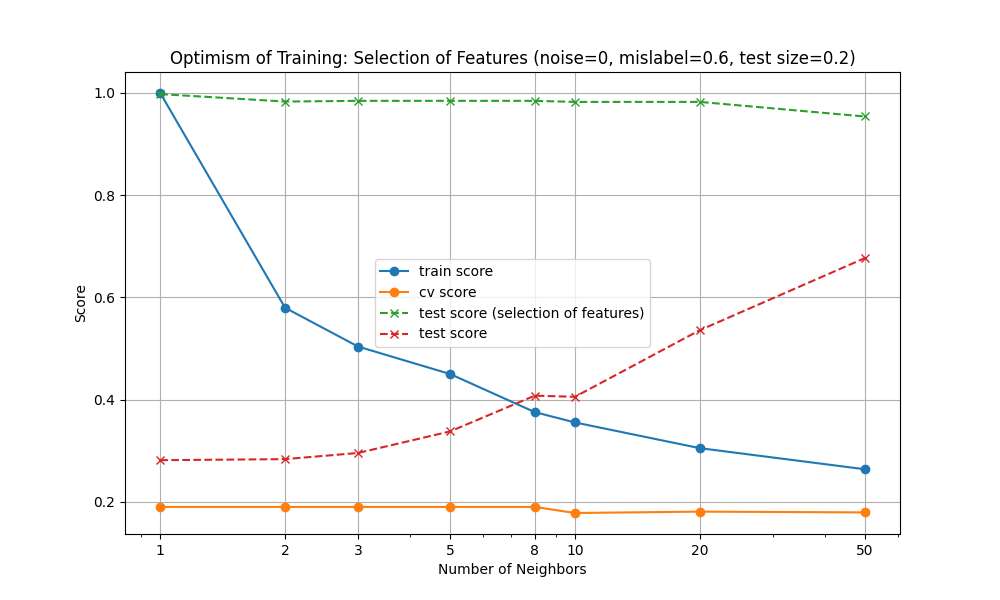 Optimism of Training: Selection of Features (noise=0, mislabel=0.6, test size=0.2)
1.0
0.8
0.6
0.4
0.2
Score
train score
cv score
test score (selection of features)
test score
1 2 3 5 8 10 20 50
Number of Neighbors